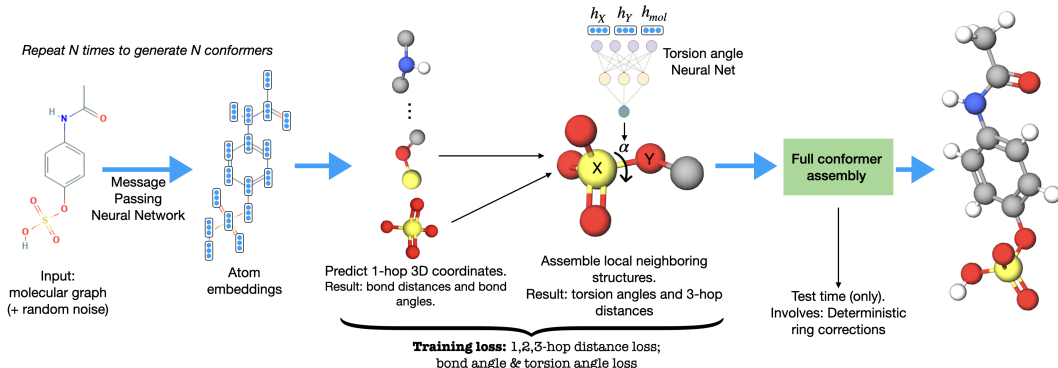 Repeat N times to generate N conformers
H
N
O
O
S
O
O
O
H
Input:
molecular graph
(+ random noise)
Message
Passing
Neural Network
Atom
embeddings
Predict 1-hop 3D coordinates.
Result: bond distances and bond
angles.
h_X h_Y h_mol
Torsion angle
Neural Net
α
X
Y
Assemble local neighboring
structures.
Result: torsion angles and 3-hop
distances
Training loss: 1,2,3-hop distance loss;
bond angle & torsion angle loss
Full conformer
assembly
Test time (only).
Involves: Deterministic
ring corrections